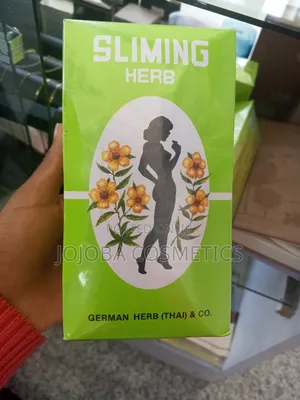 SLIMING
HERB
JOJOBA COSMETICS
GERMAN HERB (THAI) & CO.